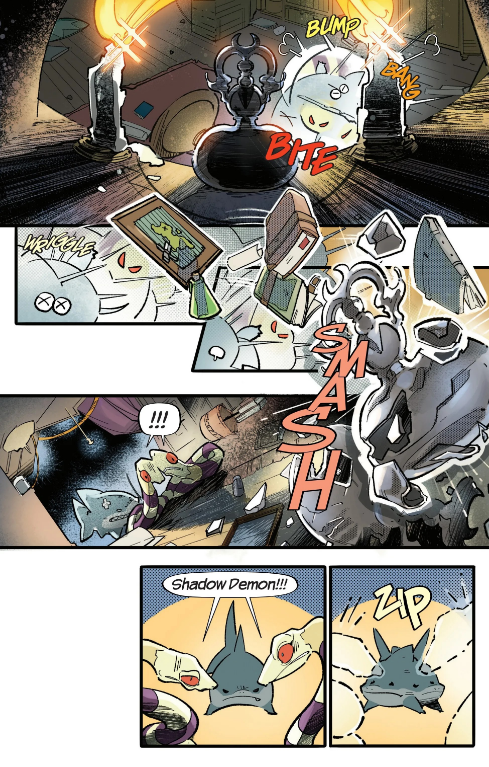 BUMP
BANG
BITE
WRIGGLE
SMASH
!!!
Shadow Demon!!!
ZIP